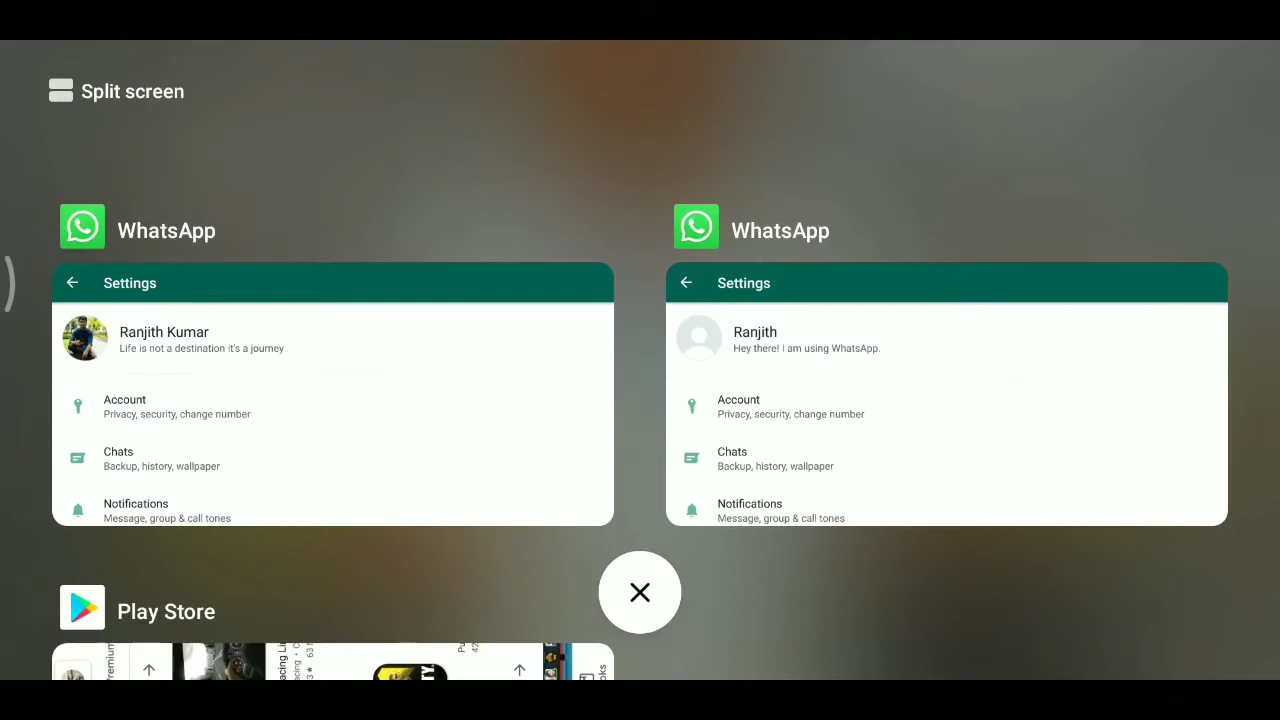 Split screen
WhatsApp
Settings
Ranjith Kumar
Life is not a destination it's a journey
Account
Privacy, security, change number
Chats
Backup, history, wallpaper
Notifications
Message, group & call tones
WhatsApp
Settings
Ranjith
Hey there! I am using WhatsApp.
Account
Privacy, security, change number
Chats
Backup, history, wallpaper
Notifications
Message, group & call tones
Play Store
Premium